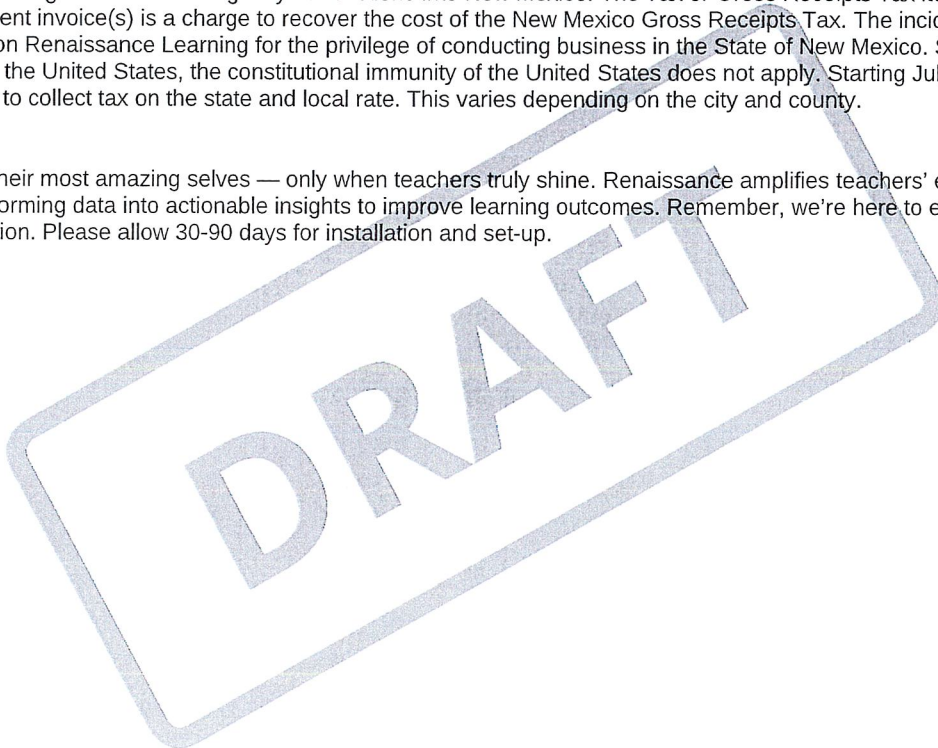 ent invoice(s) is a charge to recover the cost of the New Mexico Gross Receipts Tax. The
on Renaissance Learning for the privilege of conducting business in the State of New Mexico.
the United States, the constitutional immunity of the United States does not apply. Starting
to collect tax on the state and local rate. This varies depending on the city and county.
heir most amazing selves — only when teachers truly shine. Renaissance amplifies teachers’
orming data into actionable insights to improve learning outcomes. Remember, we’re here to
ion. Please allow 30-90 days for installation and set-up.
DRAFT